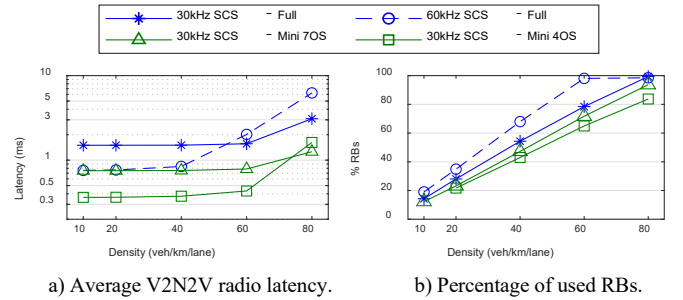 30kHz SCS - Full 60kHz SCS - Full
30kHz SCS - Mini 7OS 30kHz SCS - Mini 4OS
10
3
1
0.5
0.3
Latency (ms)
10 20 40 60 80
Density (veh/km/lane)
100
80
60
40
20
0
% RBs
10 20 40 60 80
Density (veh/km/lane)
a) Average V2N2V radio latency. b) Percentage of used RBs.